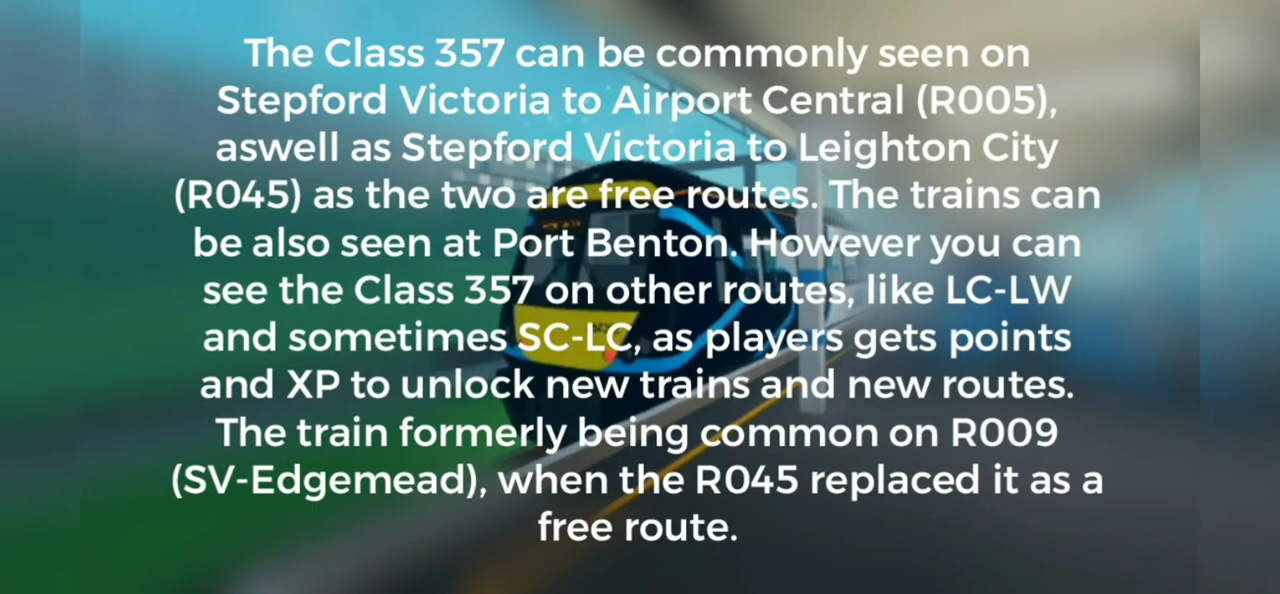 The Class 357 can be commonly seen on
Stepford Victoria to Airport Central (R005),
aswell as Stepford Victoria to Leighton City
(R045) as the two are free routes. The trains can
be also seen at Port Benton. However you can
see the Class 357 on other routes, like LC-LW
and sometimes SC-LC, as players gets points
and XP to unlock new trains and new routes.
The train formerly being common on R009
(SV-Edgemead), when the R045 replaced it as a
free route.